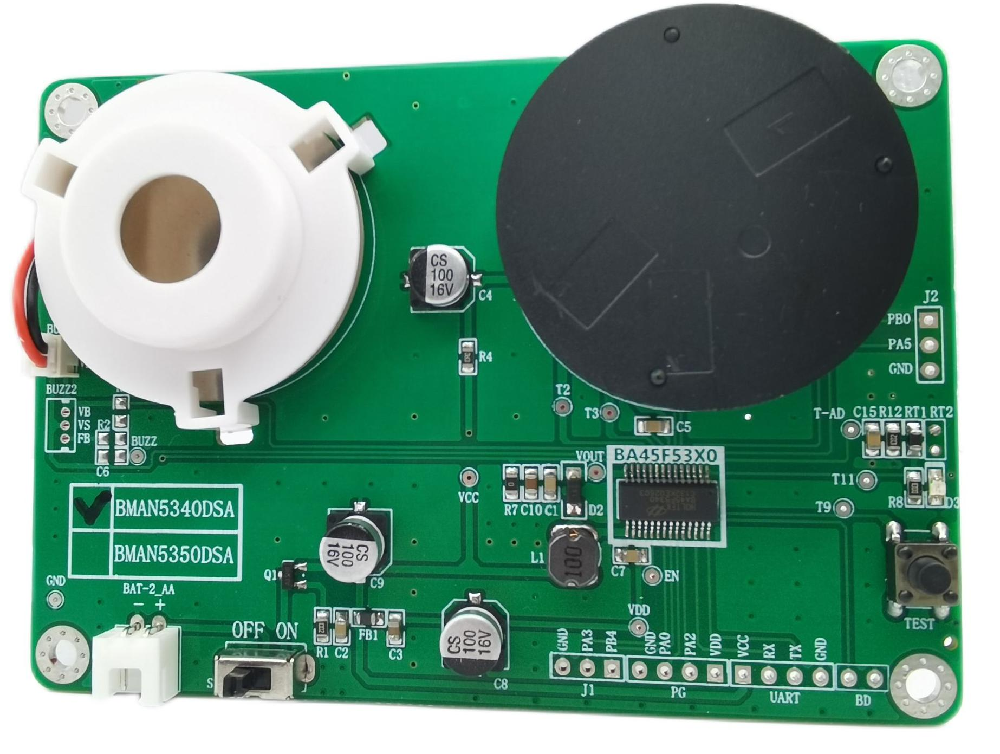 CS
100
16V
C4
R4
J2
PB0
PA5
GND
BUZZ2
VB
VS
FB
R2
BUZZ
C6
T2
T3
C5
T-AD
C15
R12
RT1
RT2
VOUT
BA45F53X0
T11
R8
D3
T9
VCC
R7
C10
C1
D2
BMAN5340DSA
BMAN5350DSA
CS
100
16V
C9
Q1
L1
100
C7
EN
GND
BAT-2_AA
- +
OFF ON
R1
C2
FB1
C3
CS
100
16V
C8
VDD
TEST
GND
PA3
PB4
J1
GND
PA0
PA2
VDD
PG
VCC
RX
TX
GND
UART
BD